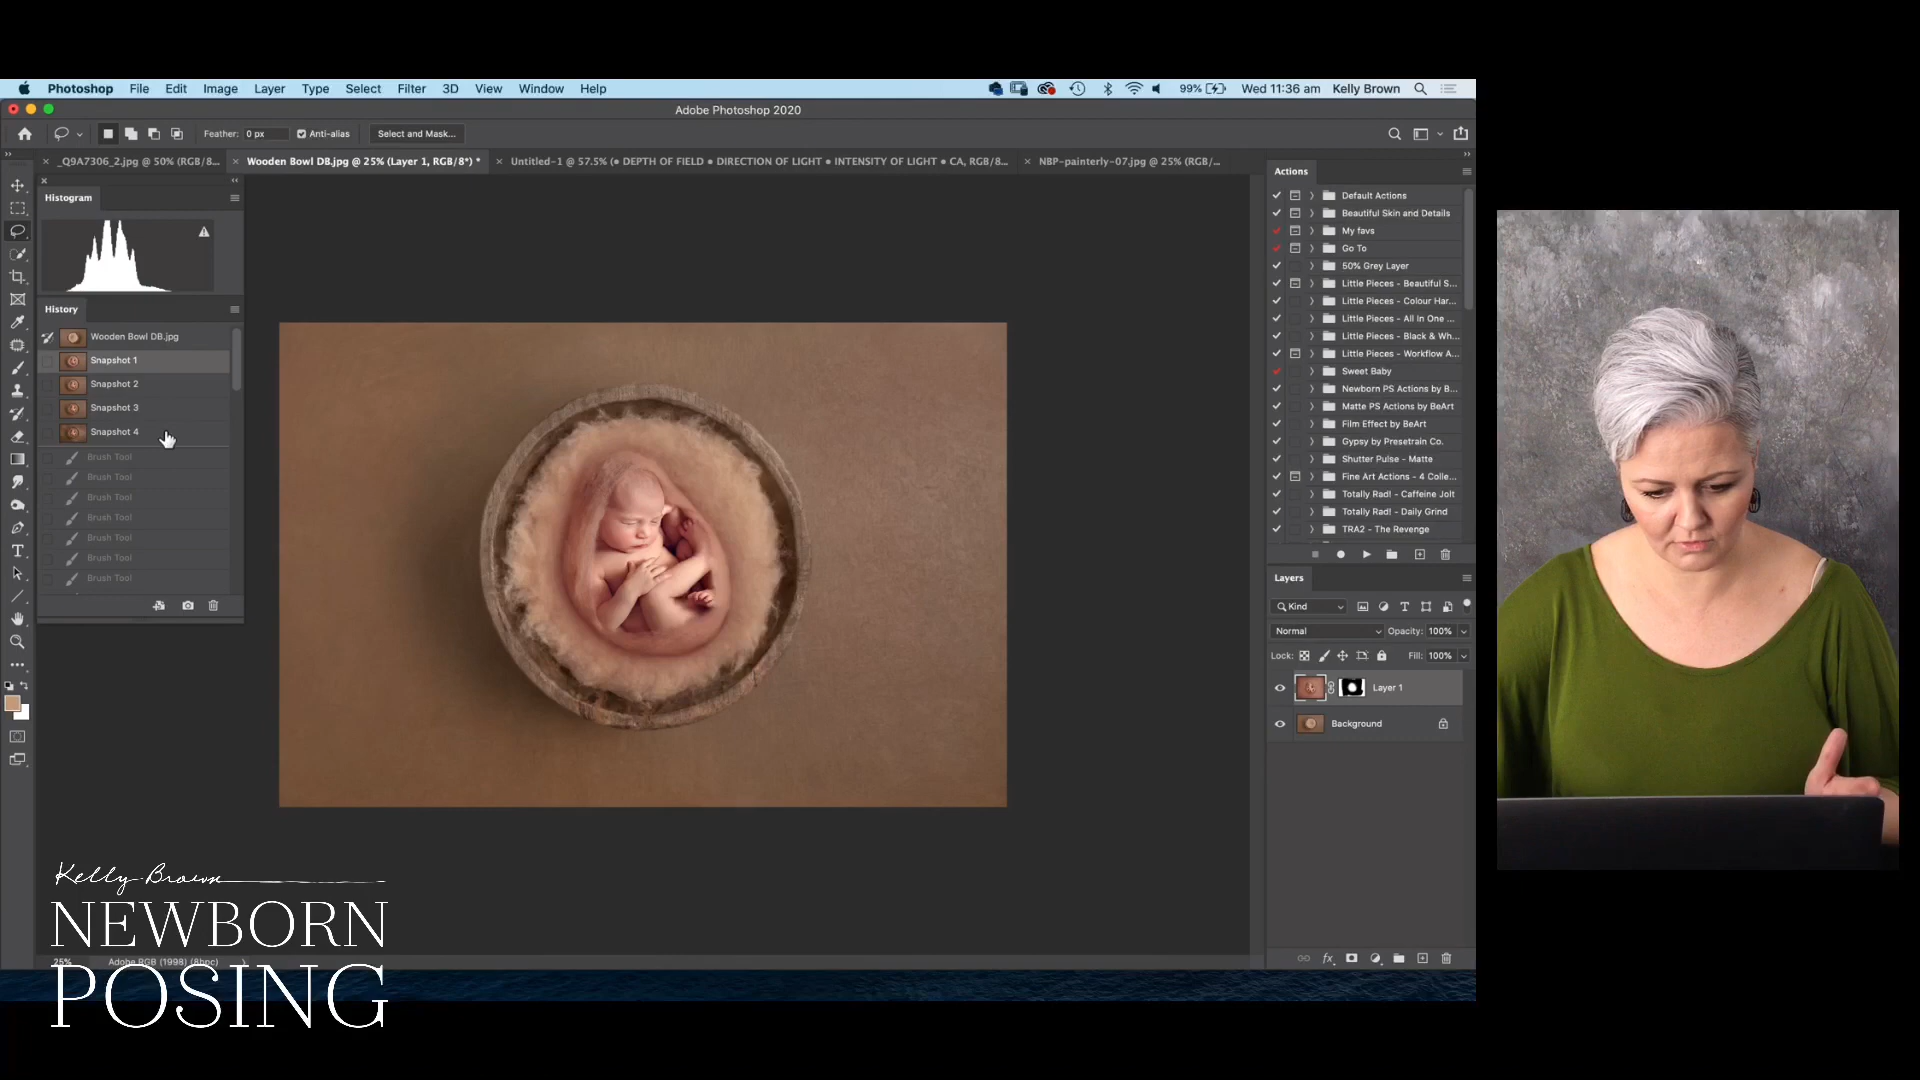 Photoshop File Edit Image Layer Type Select Filter 3D View Window Help
99% Wed 11:36 am Kelly Brown
Adobe Photoshop 2020
Feather: 0 px Anti-alias Select and Mask...
_Q9A7306_2.jpg @ 50% (RGB/8...
Wooden Bowl DB.jpg @ 25% (Layer 1, RGB/8*) *
Untitled-1 @ 57.5% (● DEPTH OF FIELD ● DIRECTION OF LIGHT ● INTENSITY OF LIGHT ● CA, RGB/8...
NBP-painterly-07.jpg @ 25% (RGB/...
Histogram
History
Wooden Bowl DB.jpg
Snapshot 1
Snapshot 2
Snapshot 3
Snapshot 4
Brush Tool
Brush Tool
Brush Tool
Brush Tool
Brush Tool
Brush Tool
Brush Tool
25% Adobe RGB (1998) (8bpc)
Actions
Default Actions
Beautiful Skin and Details
My favs
Go To
50% Grey Layer
Little Pieces - Beautiful S...
Little Pieces - Colour Har...
Little Pieces - All In One ...
Little Pieces - Black & Wh...
Little Pieces - Workflow A...
Sweet Baby
Newborn PS Actions by B...
Matte PS Actions by BeArt
Film Effect by BeArt
Gypsy by Presetrain Co.
Shutter Pulse - Matte
Fine Art Actions - 4 Colle...
Totally Rad! - Caffeine Jolt
Totally Rad! - Daily Grind
TRA2 - The Revenge
Layers
Kind
Normal Opacity: 100%
Lock: Fill: 100%
Layer 1
Background
Kelly Brown
NEWBORN
POSING